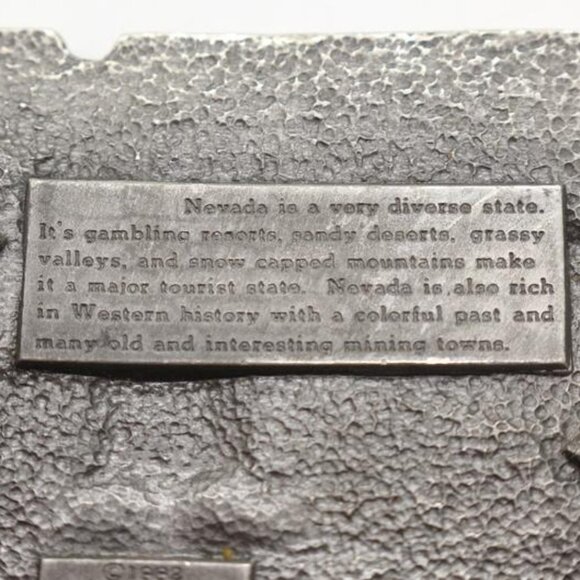 Nevada is a very diverse state.
It's gambling resorts, sandy deserts, grassy
valleys, and snow capped mountains make
it a major tourist state. Nevada is also rich
in Western history with a colorful past and
many old and interesting mining towns.